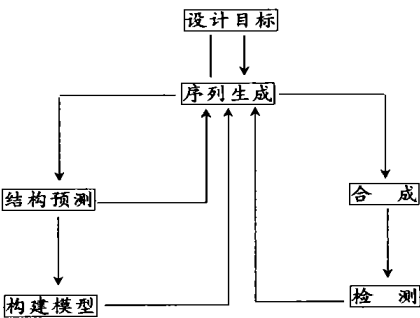 设计目标
序列生成
结构预测
合 成
构建模型
检 测